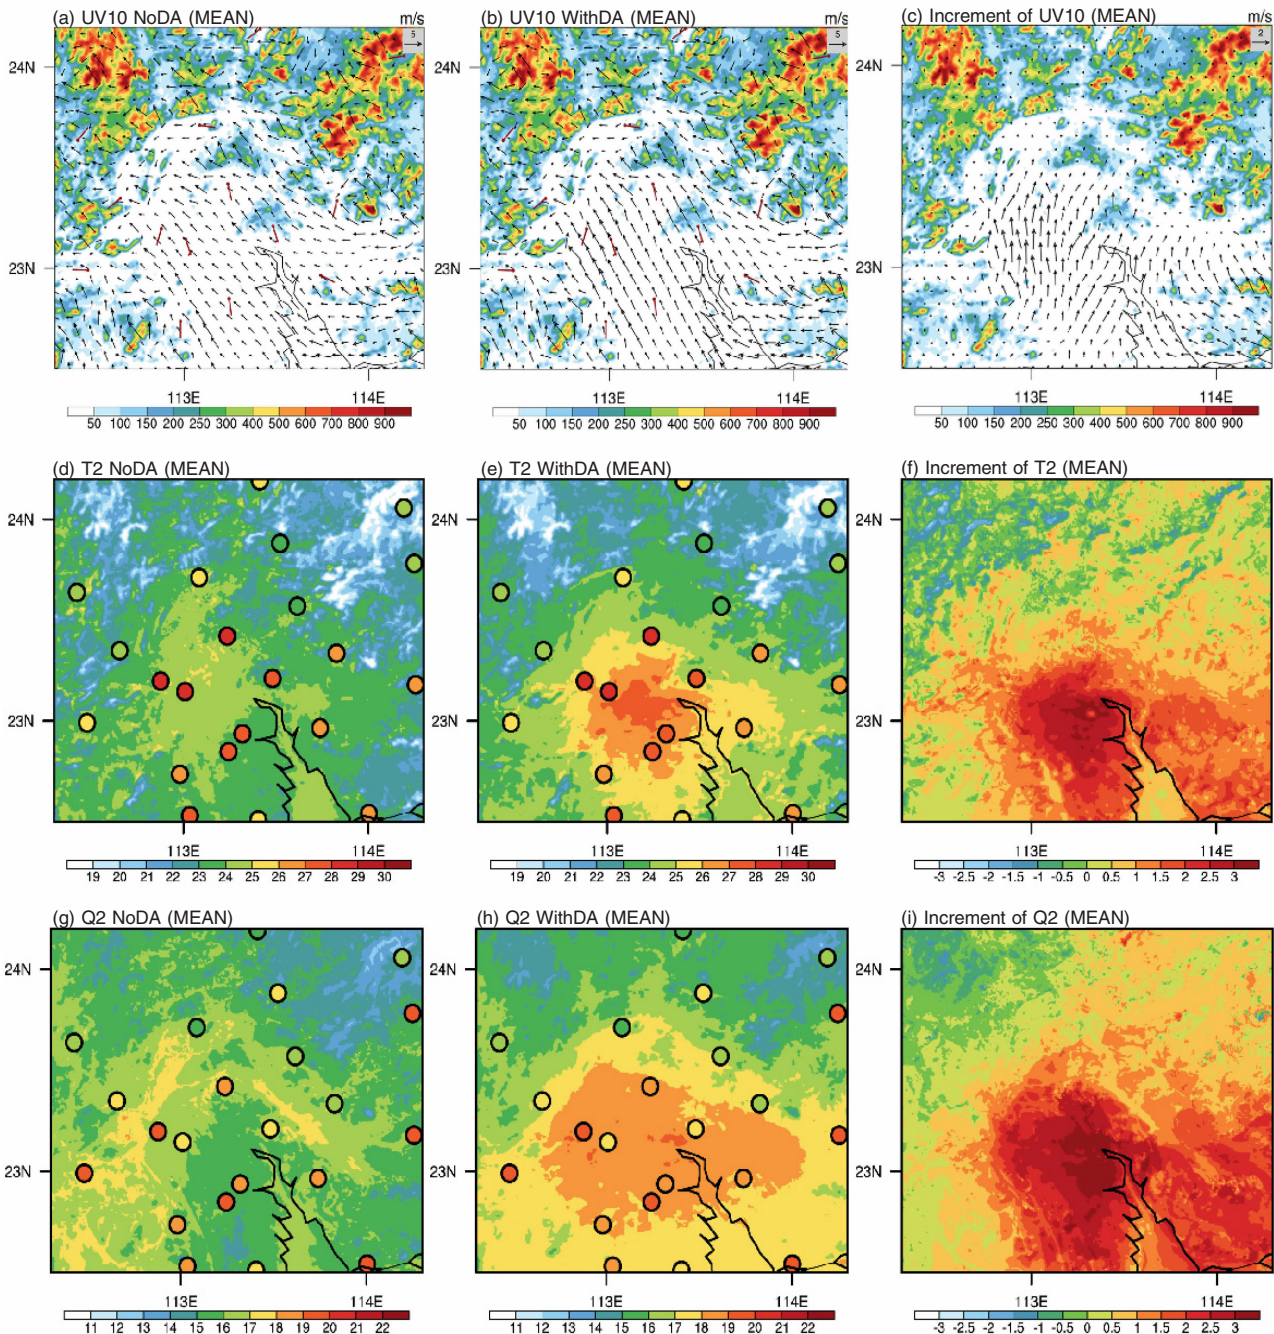 (a) UV10 NoDA (MEAN) m/s
(b) UV10 WithDA (MEAN) m/s
(c) Increment of UV10 (MEAN) m/s
5
5
2
24N
24N
24N
23N
23N
23N
113E 114E
113E 114E
113E 114E
50 100 150 200 250 300 400 500 600 700 800 900
50 100 150 200 250 300 400 500 600 700 800 900
50 100 150 200 250 300 400 500 600 700 800 900
(d) T2 NoDA (MEAN)
(e) T2 WithDA (MEAN)
(f) Increment of T2 (MEAN)
24N
24N
24N
23N
23N
23N
113E 114E
113E 114E
113E 114E
19 20 21 22 23 24 25 26 27 28 29 30
19 20 21 22 23 24 25 26 27 28 29 30
-3 -2.5 -2 -1.5 -1 -0.5 0 0.5 1 1.5 2 2.5 3
(g) Q2 NoDA (MEAN)
(h) Q2 WithDA (MEAN)
(i) Increment of Q2 (MEAN)
24N
24N
24N
23N
23N
23N
113E 114E
113E 114E
113E 114E
11 12 13 14 15 16 17 18 19 20 21 22
11 12 13 14 15 16 17 18 19 20 21 22
-3 -2.5 -2 -1.5 -1 -0.5 0 0.5 1 1.5 2 2.5 3